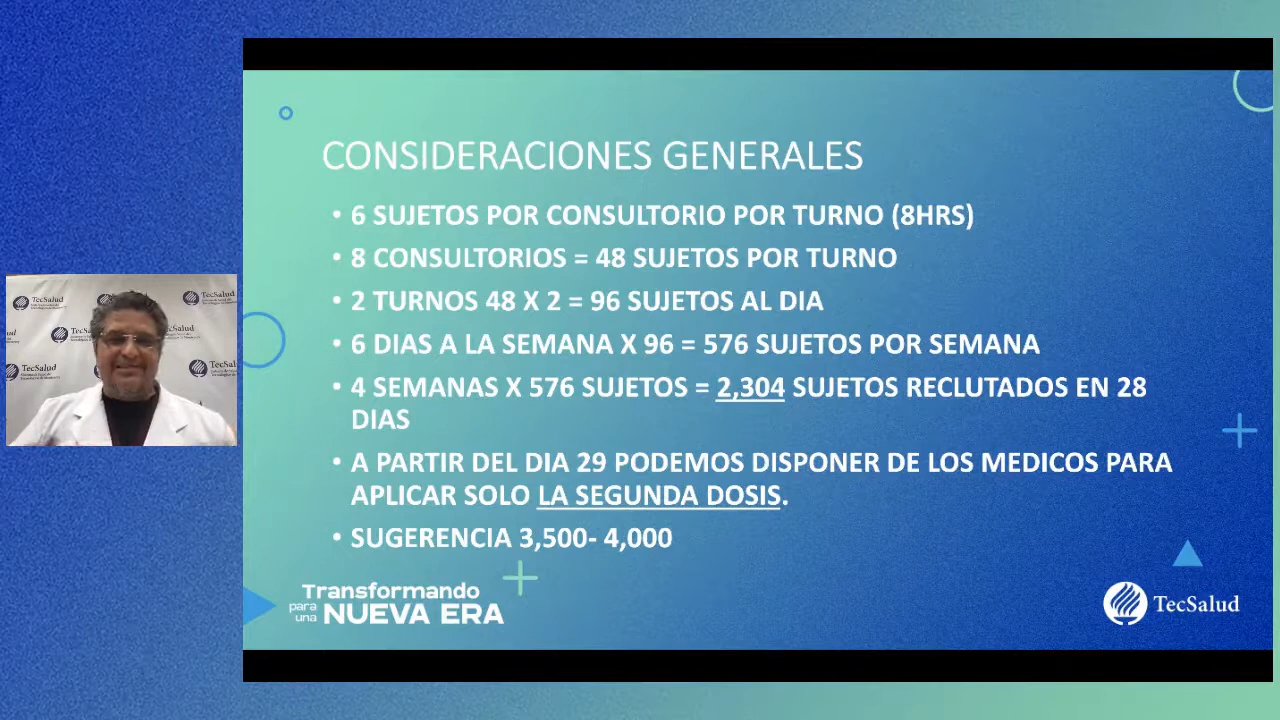 CONSIDERACIONES GENERALES
• 6 SUJETOS POR CONSULTORIO POR TURNO (8HRS)
• 8 CONSULTORIOS = 48 SUJETOS POR TURNO
• 2 TURNOS 48 X 2 = 96 SUJETOS AL DIA
• 6 DIAS A LA SEMANA X 96 = 576 SUJETOS POR SEMANA
• 4 SEMANAS X 576 SUJETOS = 2,304 SUJETOS RECLUTADOS EN 28
DIAS
• A PARTIR DEL DIA 29 PODEMOS DISPONER DE LOS MEDICOS PARA
APLICAR SOLO LA SEGUNDA DOSIS.
• SUGERENCIA 3,500- 4,000
Transformando
para una NUEVA ERA
TecSalud
TecSalud
TecSalud
TecSalud